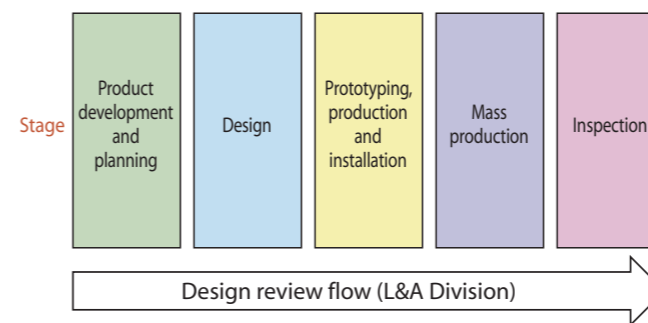 Stage
Product
development
and
planning
Design
Prototyping,
production
and
installation
Mass
production
Inspection
Design review flow (L&A Division)